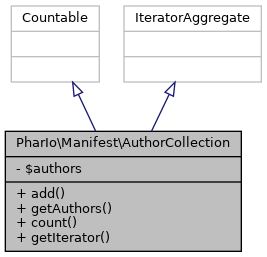 Countable
IteratorAggregate
PharIo\Manifest\AuthorCollection
- $authors
+ add()
+ getAuthors()
+ count()
+ getIterator()